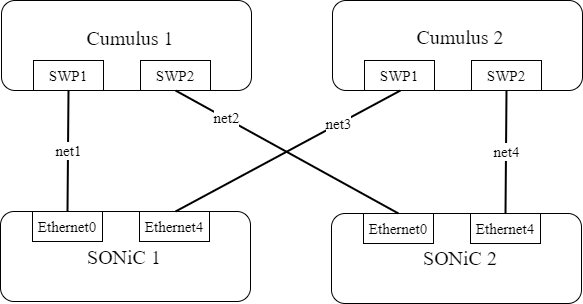 Cumulus 1
Cumulus 2
SWP1
SWP2
SWP1
SWP2
net2
net3
net1
net4
Ethernet0
Ethernet4
Ethernet0
Ethernet4
SONiC 1
SONiC 2